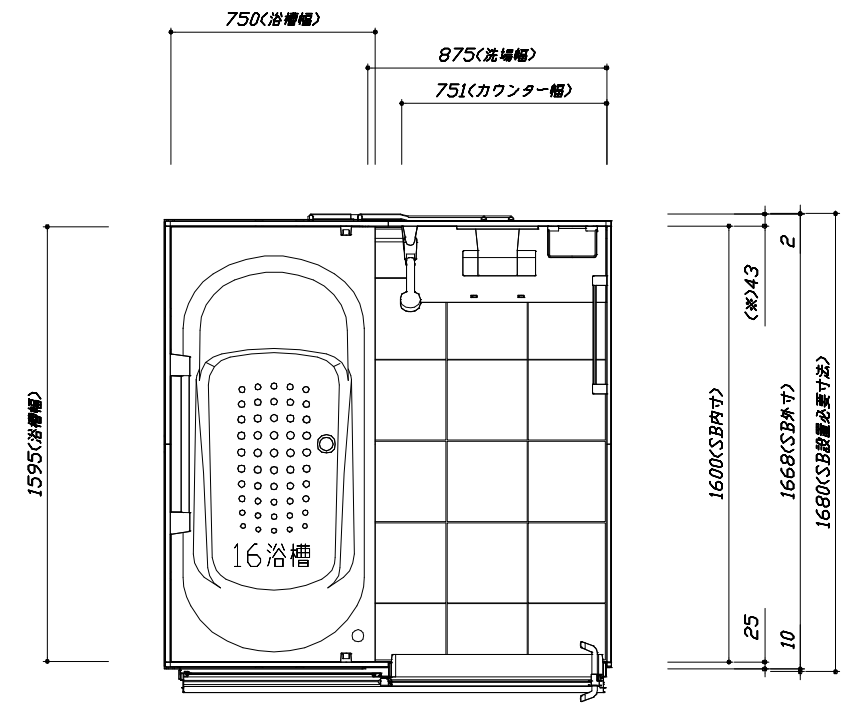 750(浴槽幅)
875(洗場幅)
751(カウンター幅)
2
(※)43
1595(浴槽幅)
1600(SB内寸)
1668(SB外寸)
1680(SB設置必要寸法)
16浴槽
25
10